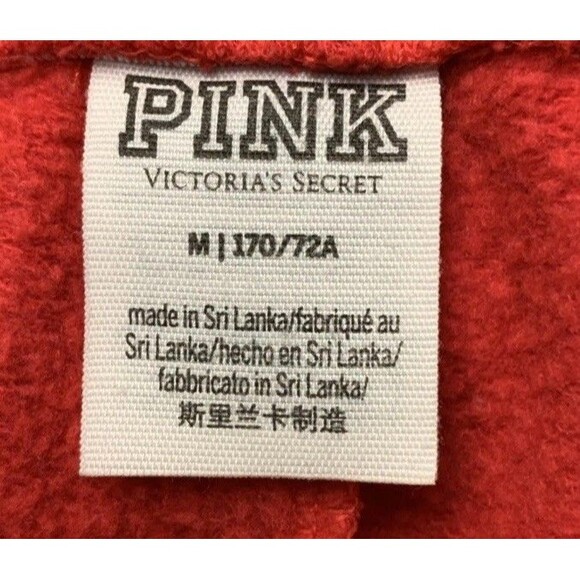 PINK
VICTORIA'S SECRET
M | 170/72A
made in Sri Lanka/fabriqué au
Sri Lanka/hecho en Sri Lanka/
fabbricato in Sri Lanka/
斯里兰卡制造